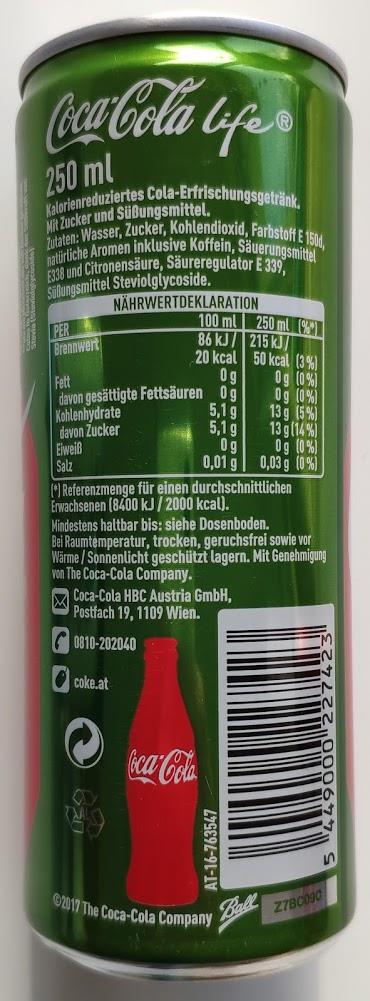 Coca-Cola life®
250 ml
Kalorienreduziertes Cola-Erfrischungsgetränk.
Mit Zucker und Süßungsmittel.
Zutaten: Wasser, Zucker, Kohlendioxid, Farbstoff E 150d,
natürliche Aromen inklusive Koffein, Säuerungsmittel
E338 und Citronensäure, Säureregulator E 339,
Süßungsmittel Steviolglycoside.
NÄHRWERTDEKLARATION
PER 100 ml 250 ml (%*)
Brennwert 86 kJ / 215 kJ /
20 kcal 50 kcal (3%)
Fett 0 g 0 g (0%)
davon gesättigte Fettsäuren 0 g 0 g (0%)
Kohlenhydrate 5,1 g 13 g (5%)
davon Zucker 5,1 g 13 g (14%)
Eiweiß 0 g 0 g (0%)
Salz 0,01 g 0,03 g (0%)
(*) Referenzmenge für einen durchschnittlichen
Erwachsenen (8400 kJ / 2000 kcal).
Mindestens haltbar bis: siehe Dosenboden.
Bei Raumtemperatur, trocken, geruchsfrei sowie vor
Wärme / Sonnenlicht geschützt lagern. Mit Genehmigung
von The Coca-Cola Company.
Coca-Cola HBC Austria GmbH,
Postfach 19, 1109 Wien.
0810-202040
coke.at
Coca-Cola
AL
AT-16-763547
5 449000 227423
©2017 The Coca-Cola Company
Ball
Z7BC09C
Stevia (Steviolglycoside)